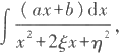 ∫ (ax+b) dx / x² + 2ξx + η² ,